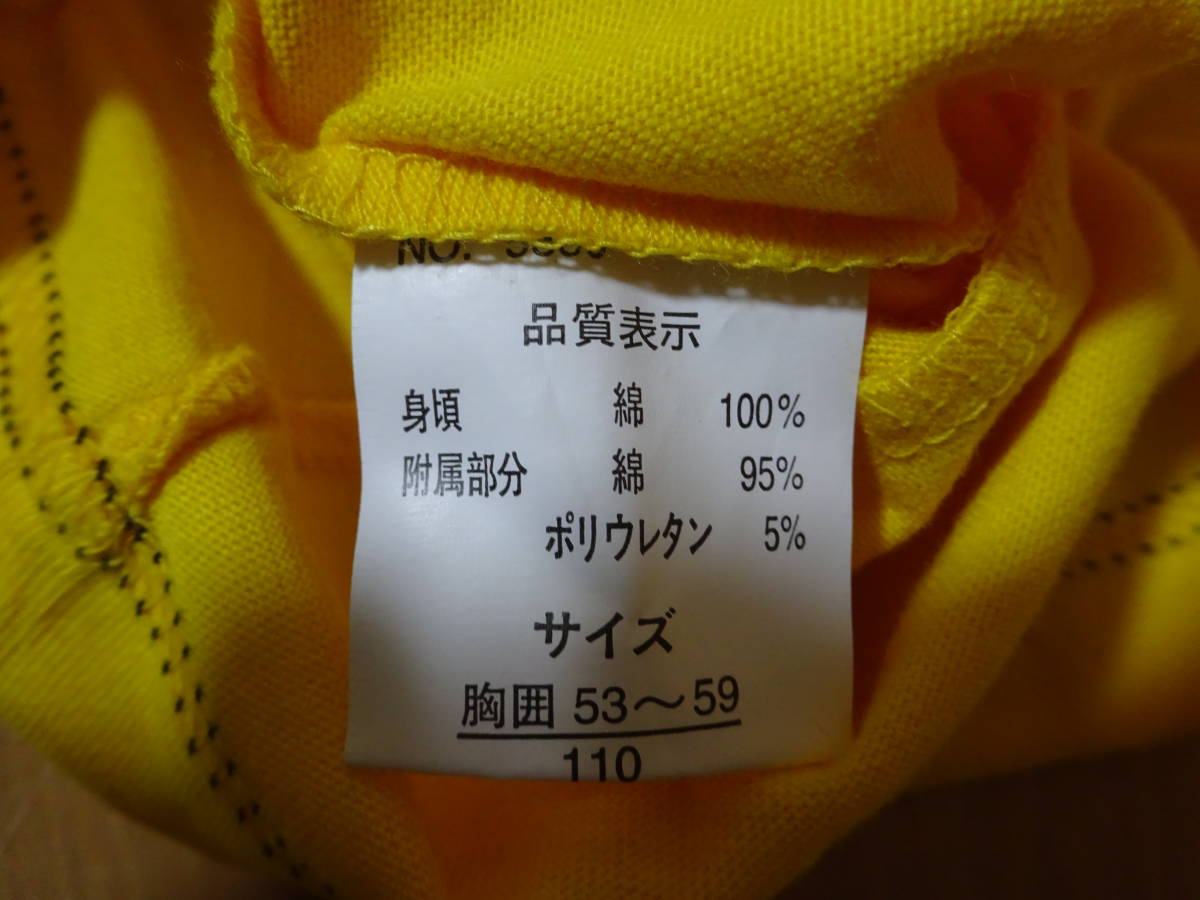 NO.
品質表示
身頃 綿 100%
附属部分 綿 95%
ポリウレタン 5%
サイズ
胸囲 53〜59
110